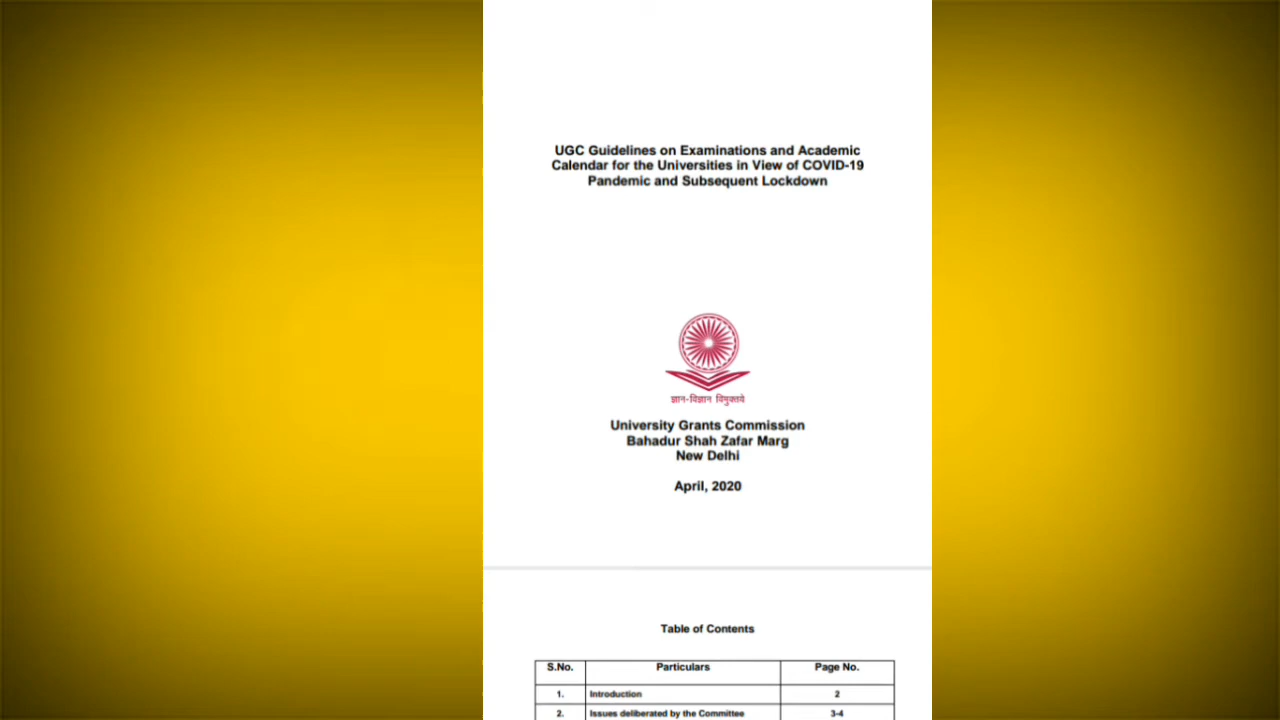 UGC Guidelines on Examinations and Academic
Calendar for the Universities in View of COVID-19
Pandemic and Subsequent Lockdown
ज्ञान-विज्ञान विमुक्तये
University Grants Commission
Bahadur Shah Zafar Marg
New Delhi
April, 2020
Table of Contents
S.No. Particulars Page No.
1. Introduction 2
2. Issues deliberated by the Committee 3-4